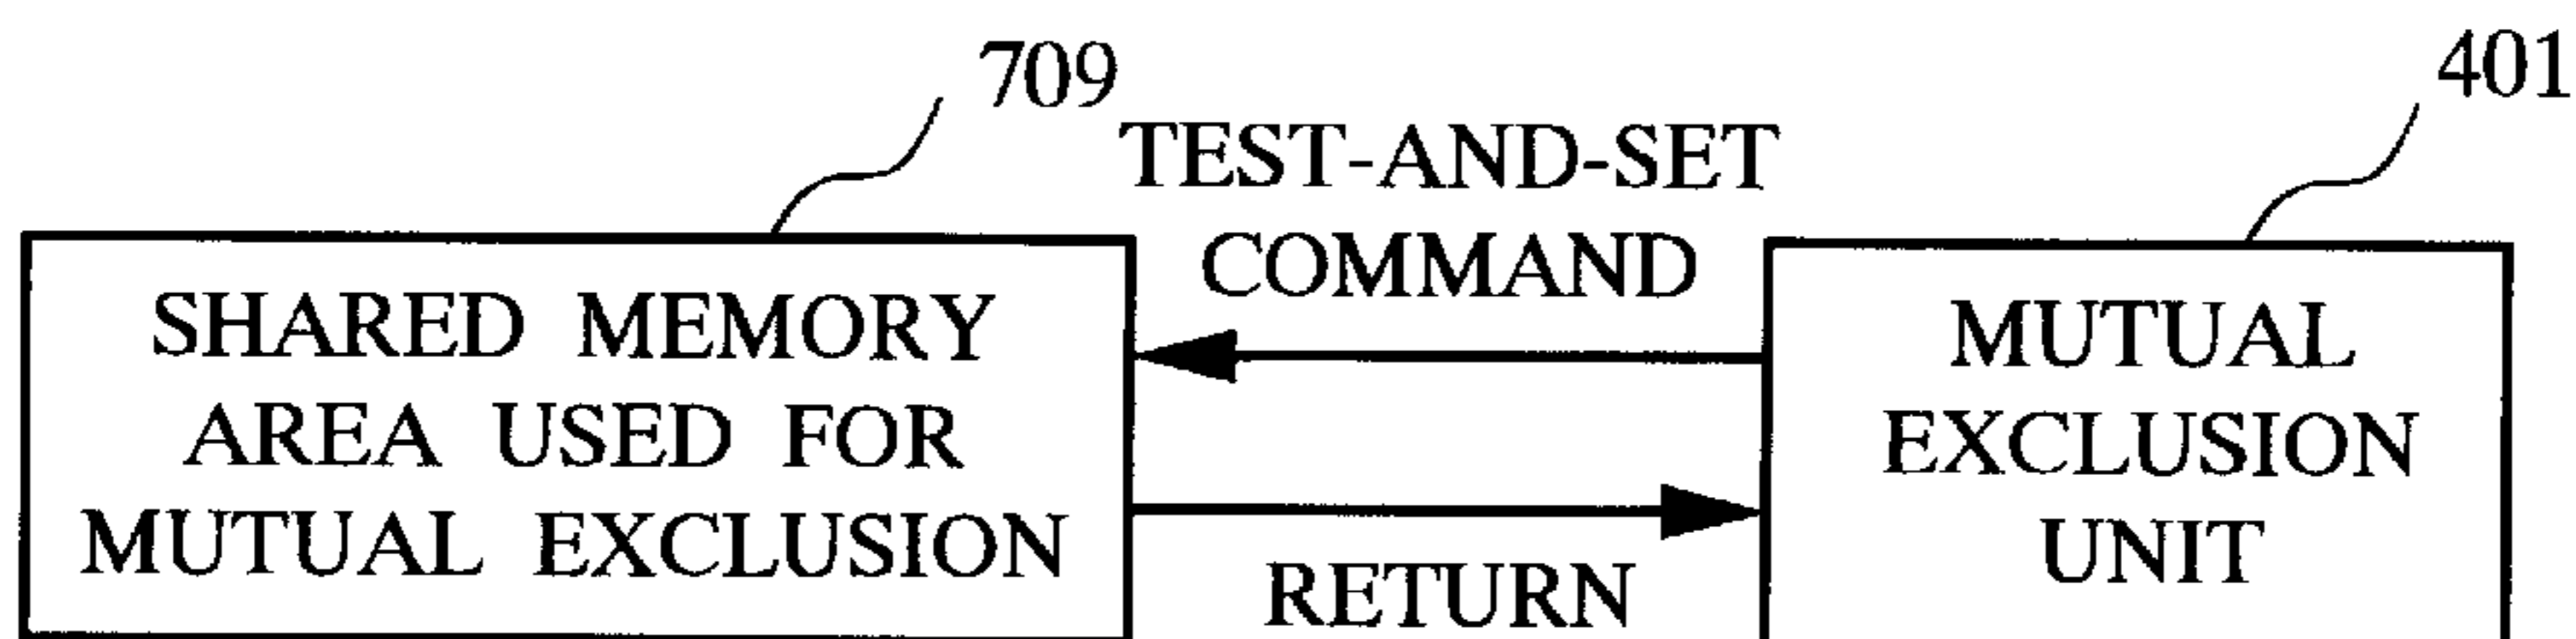 709
401
TEST-AND-SET
COMMAND
SHARED MEMORY
AREA USED FOR
MUTUAL EXCLUSION
MUTUAL
EXCLUSION
UNIT
RETURN